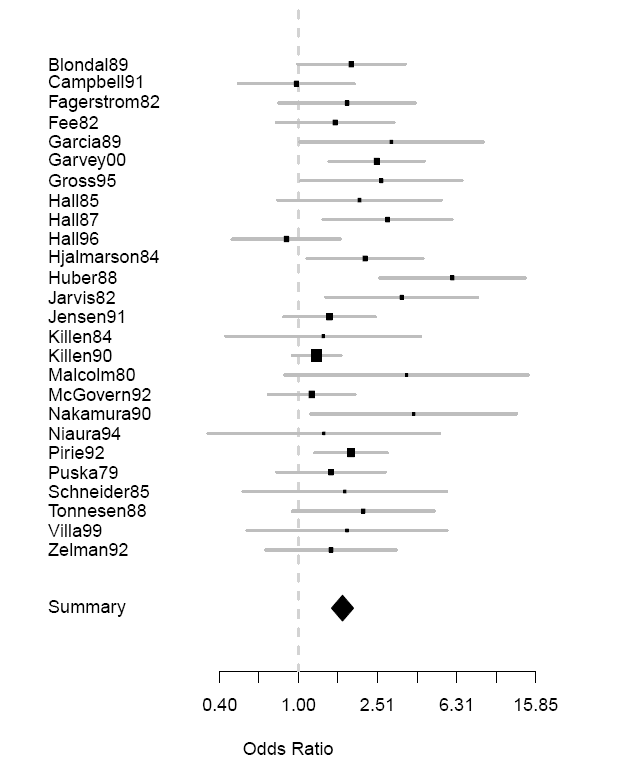 Blondal89
Campbell91
Fagerstrom82
Fee82
Garcia89
Garvey00
Gross95
Hall85
Hall87
Hall96
Hjalmarson84
Huber88
Jarvis82
Jensen91
Killen84
Killen90
Malcolm80
McGovern92
Nakamura90
Niaura94
Pirie92
Puska79
Schneider85
Tonnesen88
Villa99
Zelman92
Summary
0.40 1.00 2.51 6.31 15.85
Odds Ratio